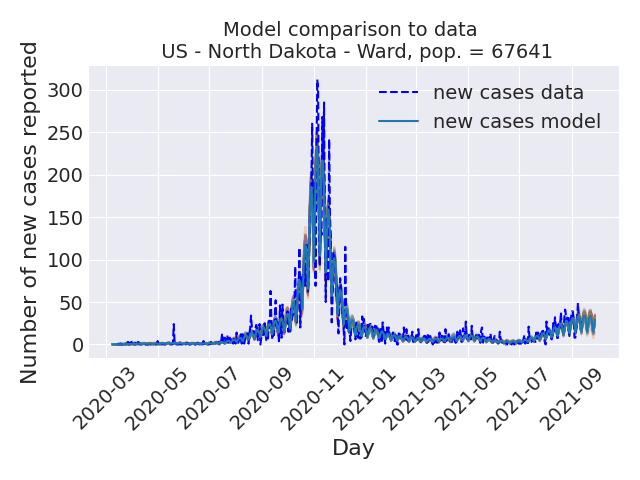 Model comparison to data
US - North Dakota - Ward, pop. = 67641
Number of new cases reported
300
250
200
150
100
50
0
new cases data
new cases model
2020-03
2020-05
2020-07
2020-09
2020-11
2021-01
2021-03
2021-05
2021-07
2021-09
Day